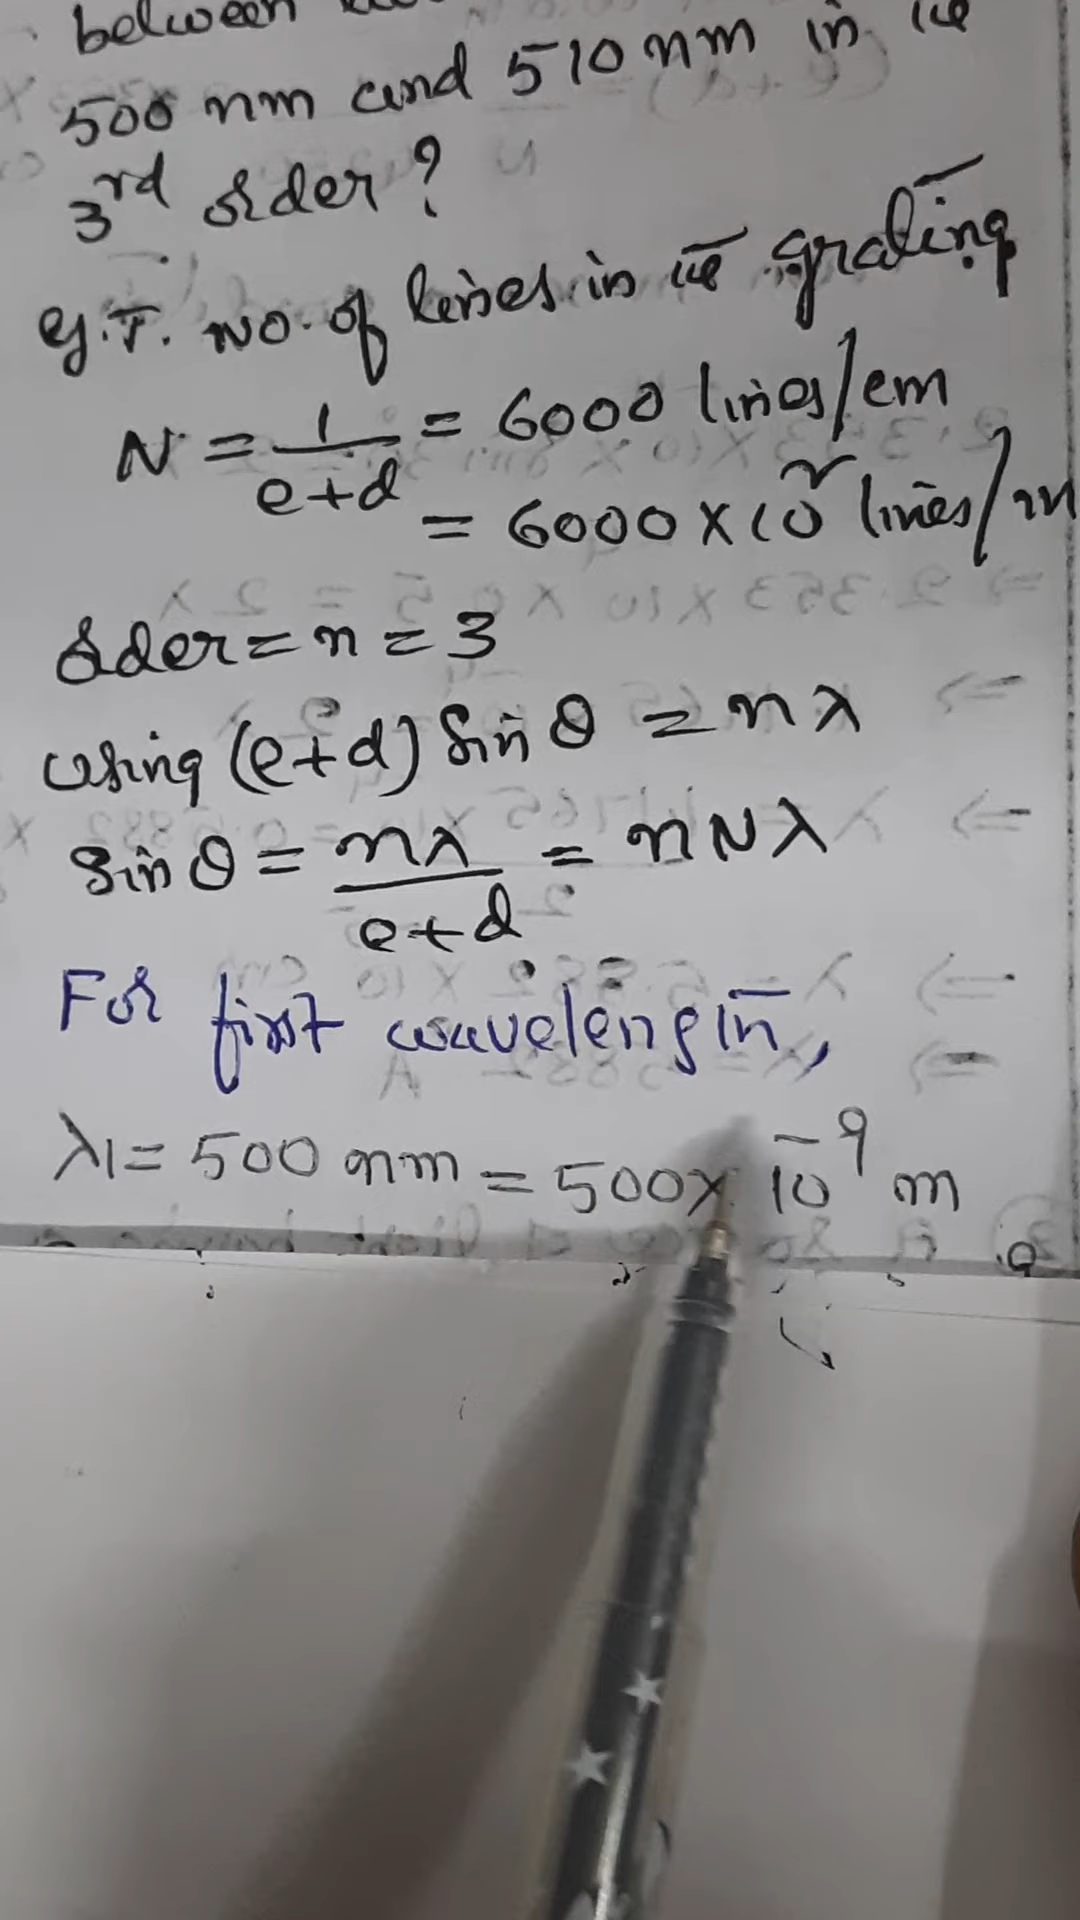 between
500 nm and 510 nm in the
3rd order?
G.T. No. of lines in the grating
N = 1/(e+d) = 6000 lines/cm
= 6000 × 10² lines/m
Order = n = 3
using (e+d) Sin θ = nλ
Sin θ = nλ/(e+d) = nNλ
For first wavelength,
λ1 = 500 nm = 500 × 10⁻⁹ m